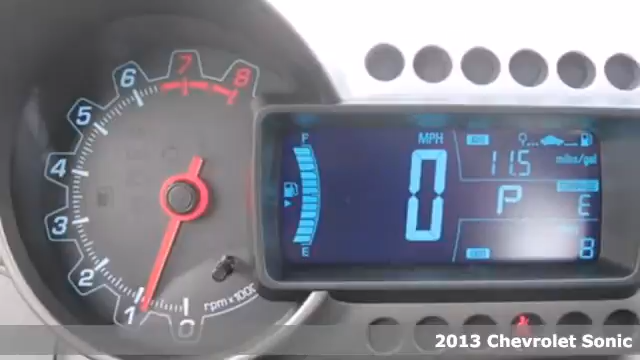 8
7
6
5
4
3
2
1
0
rpm x1000
F
E
MPH
0
11.5
miles/gal
P
E
8
2013 Chevrolet Sonic